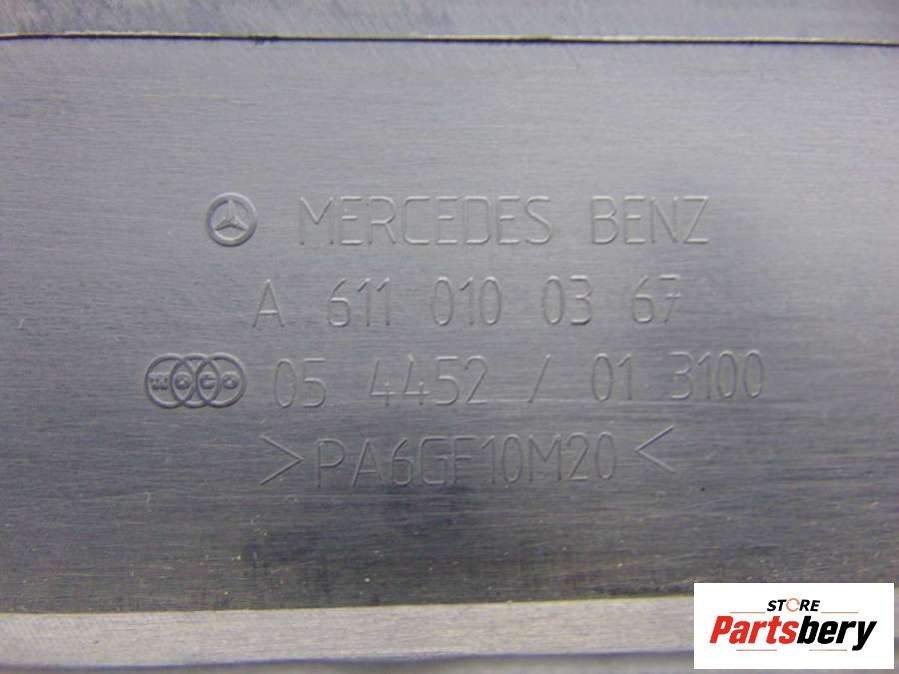 MERCEDES BENZ
A 611 010 03 67
WOCO 05 4452 / 01 3100
>PA6GF10M20<
STORE
Partsbery